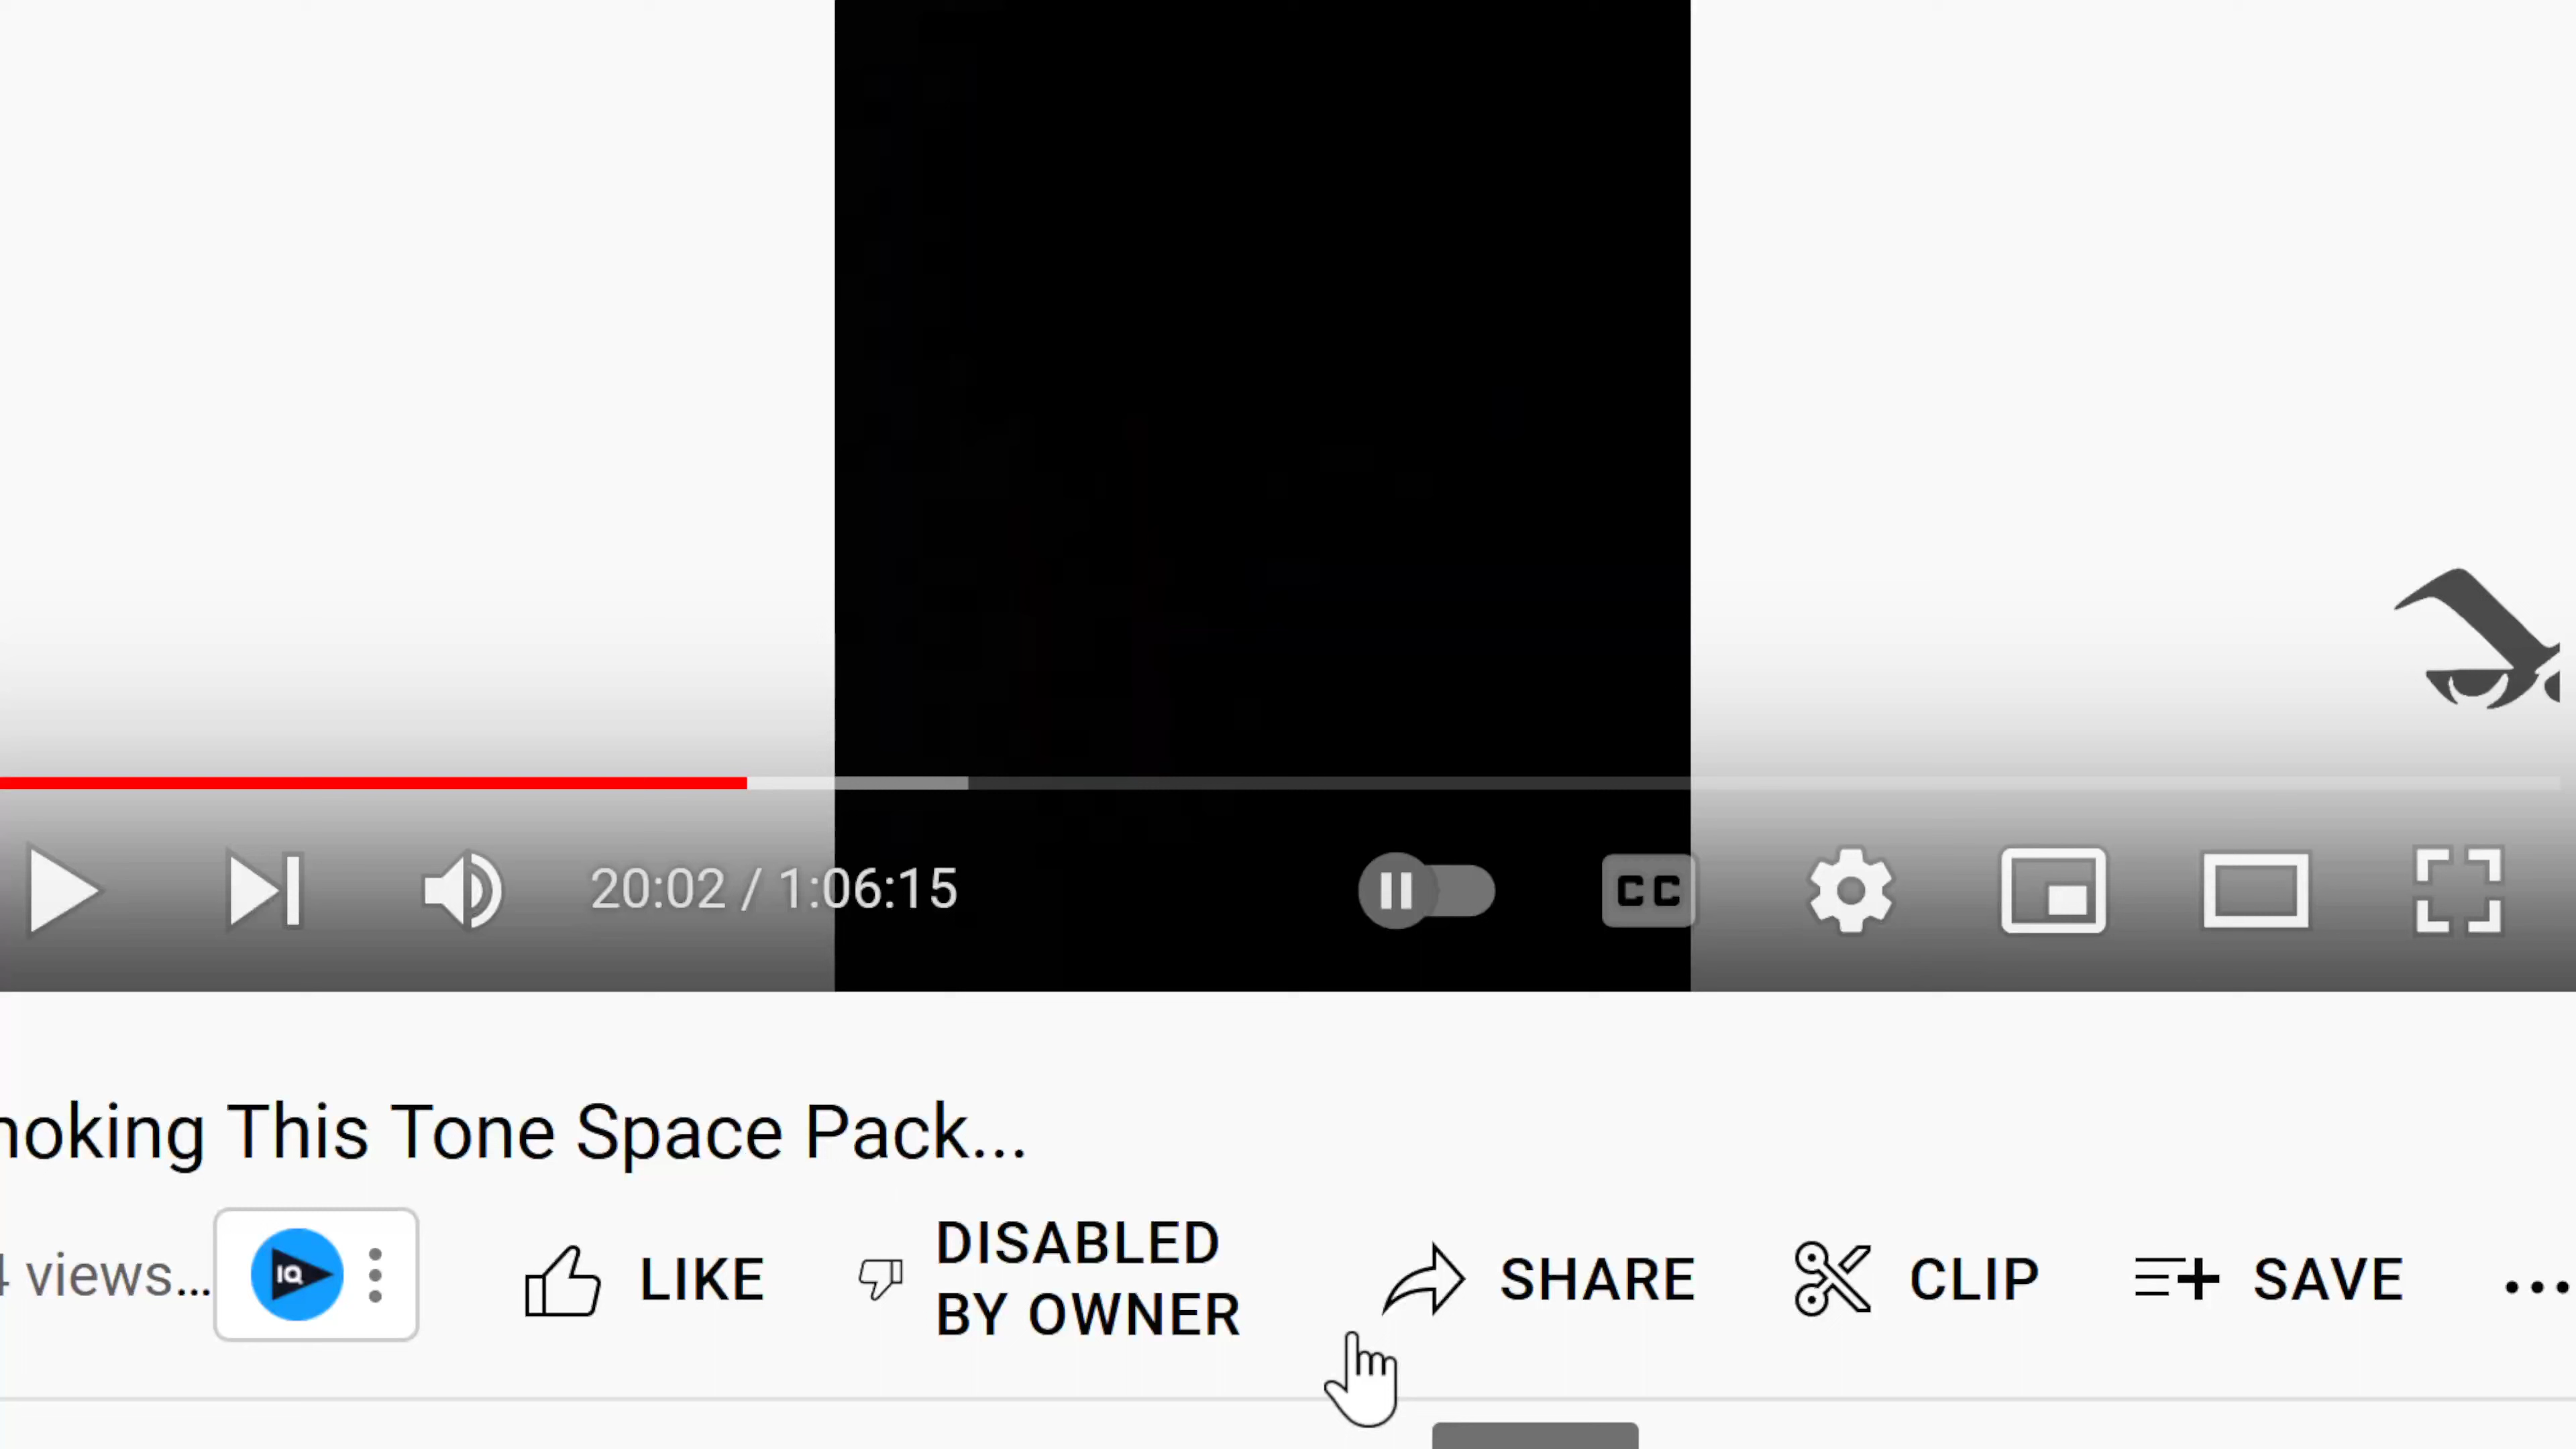 20:02 / 1:06:15
CC
noking This Tone Space Pack...
4 views...
IQ
LIKE
DISABLED
BY OWNER
SHARE
CLIP
SAVE